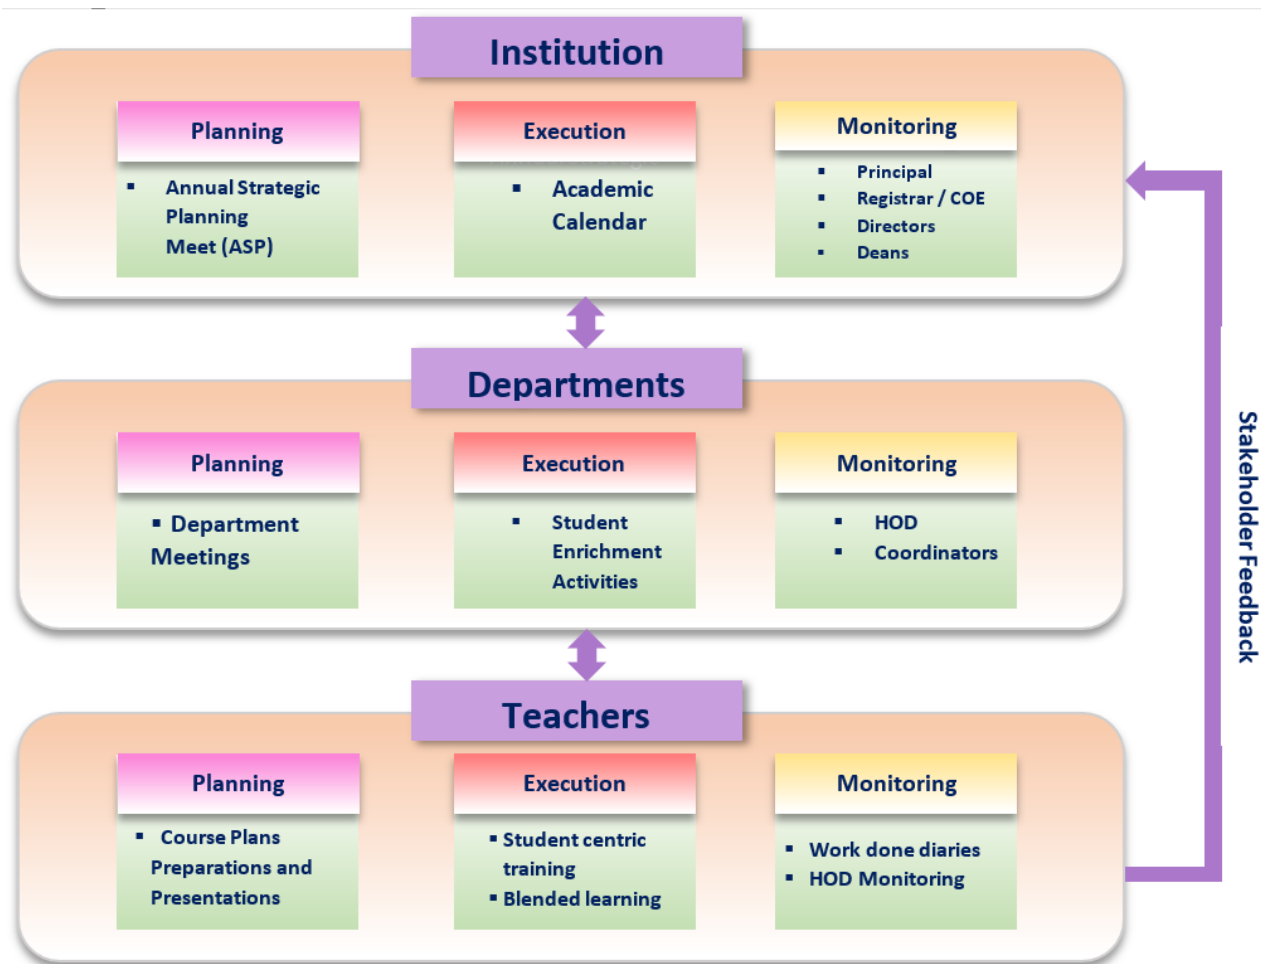 Institution
Planning
▪ Annual Strategic
Planning
Meet (ASP)
Execution
▪ Academic
Calendar
Monitoring
▪ Principal
▪ Registrar / COE
▪ Directors
▪ Deans
Departments
Planning
▪ Department
Meetings
Execution
▪ Student
Enrichment
Activities
Monitoring
▪ HOD
▪ Coordinators
Teachers
Planning
▪ Course Plans
Preparations and
Presentations
Execution
▪ Student centric
training
▪ Blended learning
Monitoring
▪ Work done diaries
▪ HOD Monitoring
Stakeholder Feedback